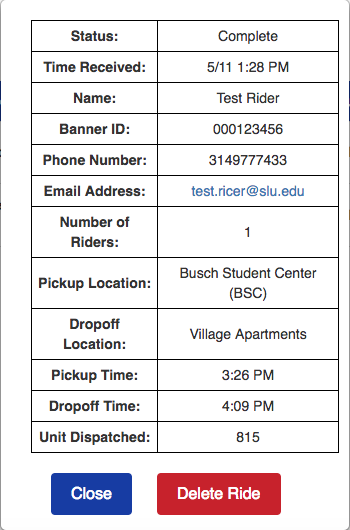 Status: Complete
Time Received: 5/11 1:28 PM
Name: Test Rider
Banner ID: 000123456
Phone Number: 3149777433
Email Address: test.ricer@slu.edu
Number of
Riders: 1
Pickup Location: Busch Student Center
(BSC)
Dropoff
Location: Village Apartments
Pickup Time: 3:26 PM
Dropoff Time: 4:09 PM
Unit Dispatched: 815
Close Delete Ride